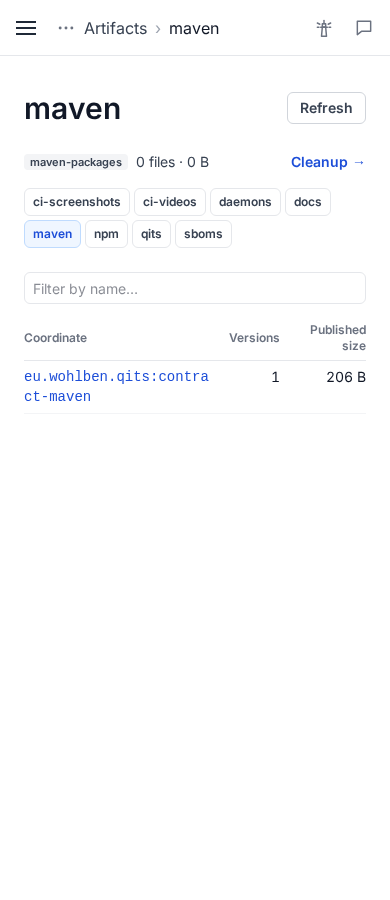 ··· Artifacts › maven
maven
Refresh
maven-packages 0 files · 0 B
Cleanup →
ci-screenshots ci-videos daemons docs
maven npm qits sboms
Filter by name...
Coordinate Versions Published
size
eu.wohlben.qits:contra 1 206 B
ct-maven